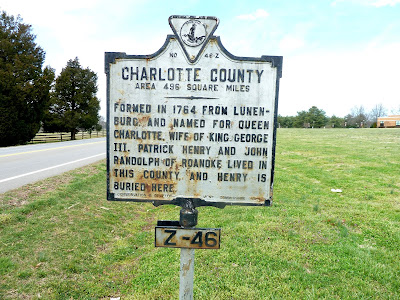 NO 46-Z
CHARLOTTE COUNTY
AREA 496 SQUARE MILES
FORMED IN 1764 FROM LUNEN-
BURG, AND NAMED FOR QUEEN
CHARLOTTE, WIFE OF KING GEORGE
III. PATRICK HENRY AND JOHN
RANDOLPH OF ROANOKE LIVED IN
THIS COUNTY, AND HENRY IS
BURIED HERE.
Z-46